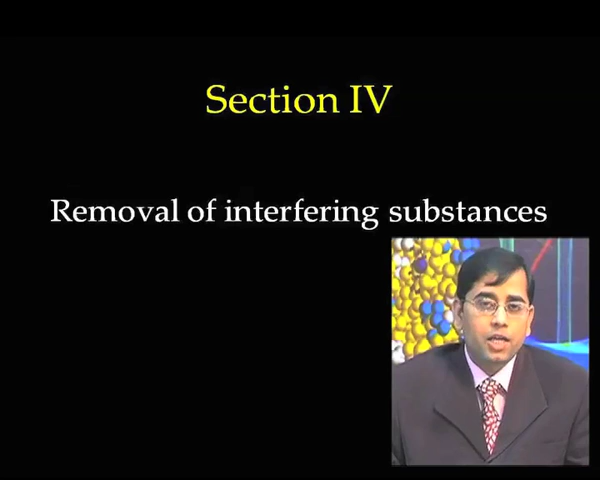 Section IV
Removal of interfering substances